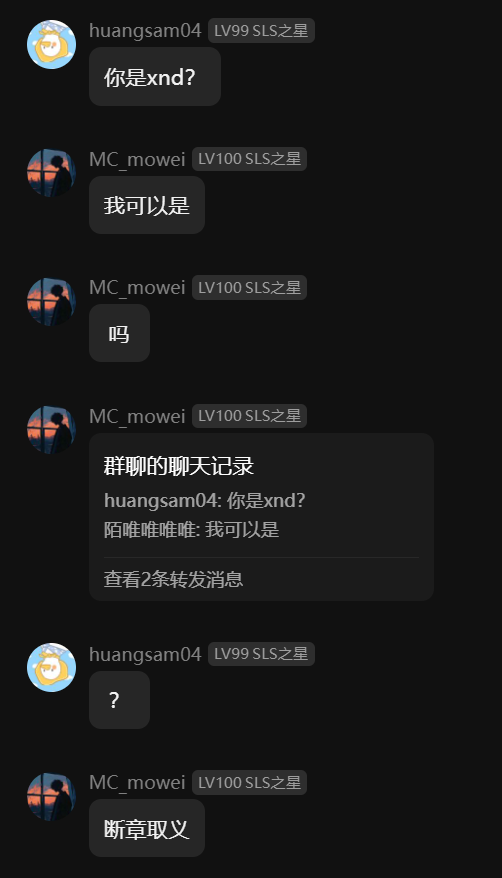 huangsam04 LV99 SLS之星
你是xnd?
MC_mowei LV100 SLS之星
我可以是
MC_mowei LV100 SLS之星
吗
MC_mowei LV100 SLS之星
群聊的聊天记录
huangsam04: 你是xnd?
陌唯唯唯唯: 我可以是
查看2条转发消息
huangsam04 LV99 SLS之星
？
MC_mowei LV100 SLS之星
断章取义